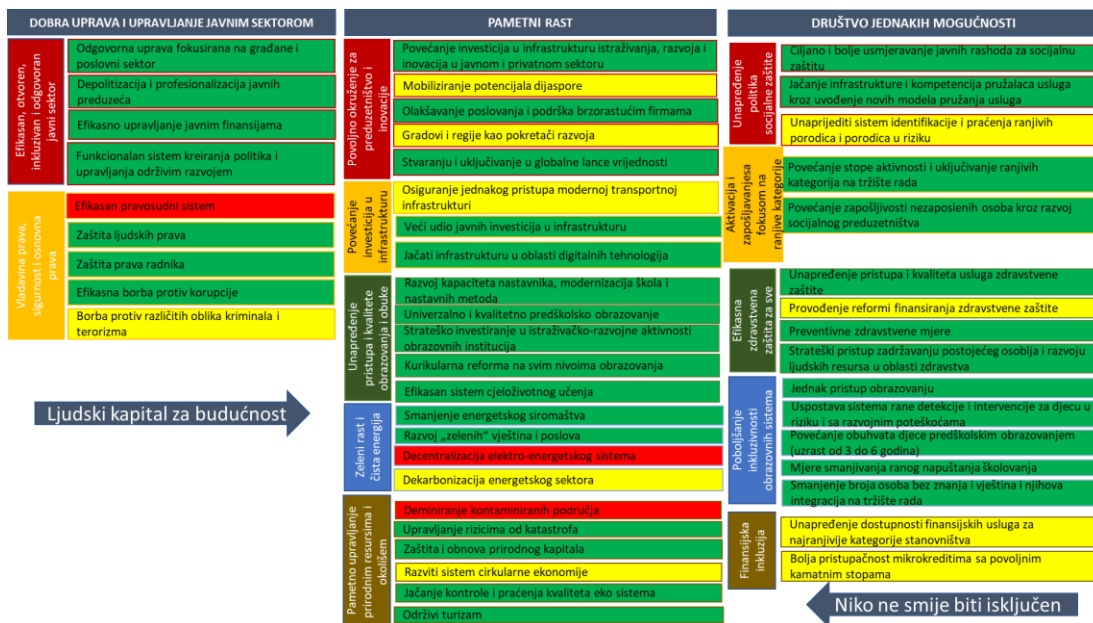 DOBRA UPRAVA I UPRAVLJANJE JAVNIM SEKTOROM
Efikasan, otvoren,
inkluzivan i odgovoran
javni sektor
Odgovorna uprava fokusirana na građane i
poslovni sektor
Depolitizacija i profesionalizacija javnih
preduzeća
Efikasno upravljanje javnim finansijama
Funkcionalan sistem kreiranja politika i
upravljanja održivim razvojem
Vladavina prava,
sigurnost i osnovna
prava
Efikasan pravosudni sistem
Zaštita ljudskih prava
Zaštita prava radnika
Efikasna borba protiv korupcije
Borba protiv različitih oblika kriminala i
terorizma
Ljudski kapital za budućnost
PAMETNI RAST
Povoljno okruženje za
preduzetništvo i
inovacije
Povećanje investicija u infrastrukturu istraživanja, razvoja i
inovacija u javnom i privatnom sektoru
Mobiliziranje potencijala dijaspore
Olakšavanje poslovanja i podrška brzorastućim firmama
Gradovi i regije kao pokretači razvoja
Stvaranju i uključivanje u globalne lance vrijednosti
Povećanje
investicija u
infrastrukturu
Osiguranje jednakog pristupa modernoj transportnoj
infrastrukturi
Veći udio javnih investicija u infrastrukturu
Jačati infrastrukturu u oblasti digitalnih tehnologija
Unapređenje
pristupa i kvalitete
obrazovanja i obuke
Razvoj kapaciteta nastavnika, modernizacija škola i
nastavnih metoda
Univerzalno i kvalitetno predškolsko obrazovanje
Strateško investiranje u istraživačko-razvojne aktivnosti
obrazovnih institucija
Kurikularna reforma na svim nivoima obrazovanja
Efikasan sistem cjeloživotnog učenja
Zeleni rast i
čista energija
Smanjenje energetskog siromaštva
Razvoj „zelenih" vještina i poslova
Decentralizacija elektro-energetskog sistema
Dekarbonizacija energetskog sektora
Pametno upravljanje
prirodnim resursima i
okolišem
Deminiranje kontaminiranih područja
Upravljanje rizicima od katastrofa
Zaštita i obnova prirodnog kapitala
Razviti sistem cirkularne ekonomije
Jačanje kontrole i praćenja kvaliteta eko sistema
Održivi turizam
DRUŠTVO JEDNAKIH MOGUĆNOSTI
Unapređenje
politika
socijalne zaštite
Ciljano i bolje usmjeravanje javnih rashoda za socijalnu
zaštitu
Jačanje infrastrukture i kompetencija pružalaca usluga
kroz uvođenje novih modela pružanja usluga
Unaprijediti sistem identifikacije i praćenja ranjivih
porodica i porodica u riziku
Aktivacija i
zapošljavanjesa
fokusom na
ranjive kategorije
Povećanje stope aktivnosti i uključivanje ranjivih
kategorija na tržište rada
Povećanje zapošljivosti nezaposlenih osoba kroz razvoj
socijalnog preduzetništva
Efikasna
zdravstvena
zaštita za sve
Unapređenje pristupa i kvaliteta usluga zdravstvene
zaštite
Provođenje reformi finansiranja zdravstvene zaštite
Preventivne zdravstvene mjere
Strateški pristup zadržavanju postojećeg osoblja i razvoju
ljudskih resursa u oblasti zdravstva
Poboljšanje
inkluzivnosti
obrazovnih sistema
Jednak pristup obrazovanju
Uspostava sistema rane detekcije i intervencije za djecu u
riziku i sa razvojnim poteškoćama
Povećanje obuhvata djece predškolskim obrazovanjem
(uzrast od 3 do 6 godina)
Mjere smanjivanja ranog napuštanja školovanja
Smanjenje broja osoba bez znanja i vještina i njihova
integracija na tržište rada
Finansijska
inkluzija
Unapređenje dostupnosti finansijskih usluga za
najranjivije kategorije stanovništva
Bolja pristupačnost mikrokreditima sa povoljnim
kamatnim stopama
Niko ne smije biti isključen